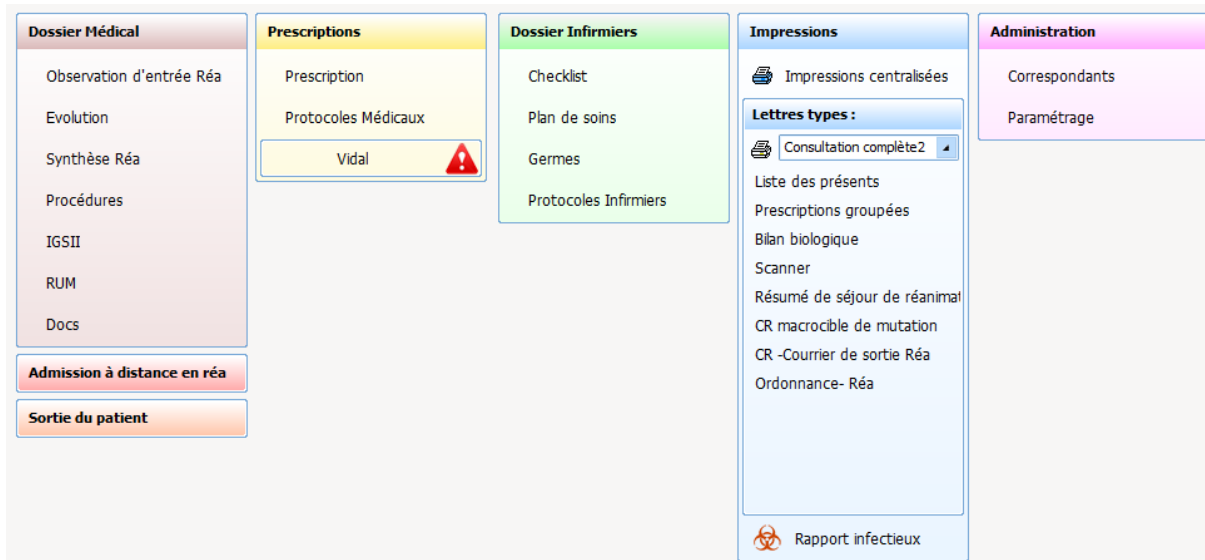 Dossier Médical
Observation d'entrée Réa
Evolution
Synthèse Réa
Procédures
IGSII
RUM
Docs
Admission à distance en réa
Sortie du patient
Prescriptions
Prescription
Protocoles Médicaux
Vidal
Dossier Infirmiers
Checklist
Plan de soins
Germes
Protocoles Infirmiers
Impressions
Impressions centralisées
Lettres types :
Consultation complète2
Liste des présents
Prescriptions groupées
Bilan biologique
Scanner
Résumé de séjour de réanimat
CR macrocible de mutation
CR -Courrier de sortie Réa
Ordonnance- Réa
Rapport infectieux
Administration
Correspondants
Paramétrage